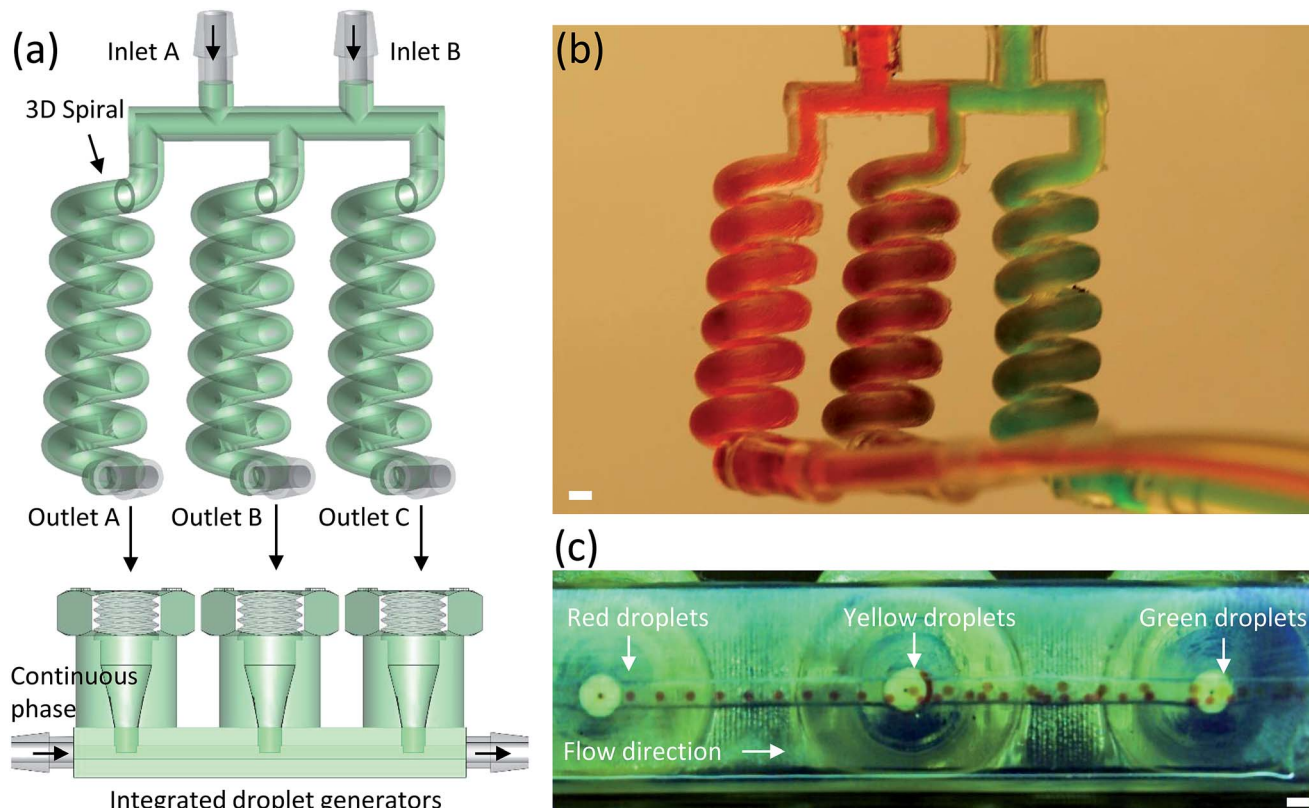 (a)
Inlet A
Inlet B
3D Spiral
Outlet A
Outlet B
Outlet C
Continuous
phase
Integrated droplet generators
(b)
(c)
Red droplets
Yellow droplets
Green droplets
Flow direction